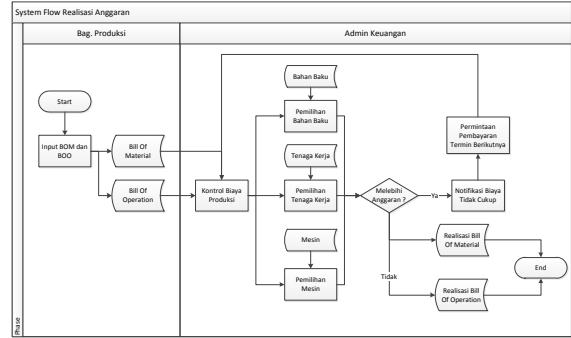 System Flow Realisasi Anggaran
Bag. Produksi
Admin Keuangan
Start
Input BOM dan
BOO
Bill Of
Material
Bill Of
Operation
Kontrol Biaya
Produksi
Bahan Baku
Pemilihan
Bahan Baku
Tenaga Kerja
Pemilihan
Tenaga Kerja
Mesin
Pemilihan
Mesin
Melebihi
Anggaran ?
Ya
Tidak
Notifikasi Biaya
Tidak Cukup
Permintaan
Pembayaran
Termin Berikutnya
Realisasi Bill
Of Material
Realisasi Bill
Of Operation
End
Phase